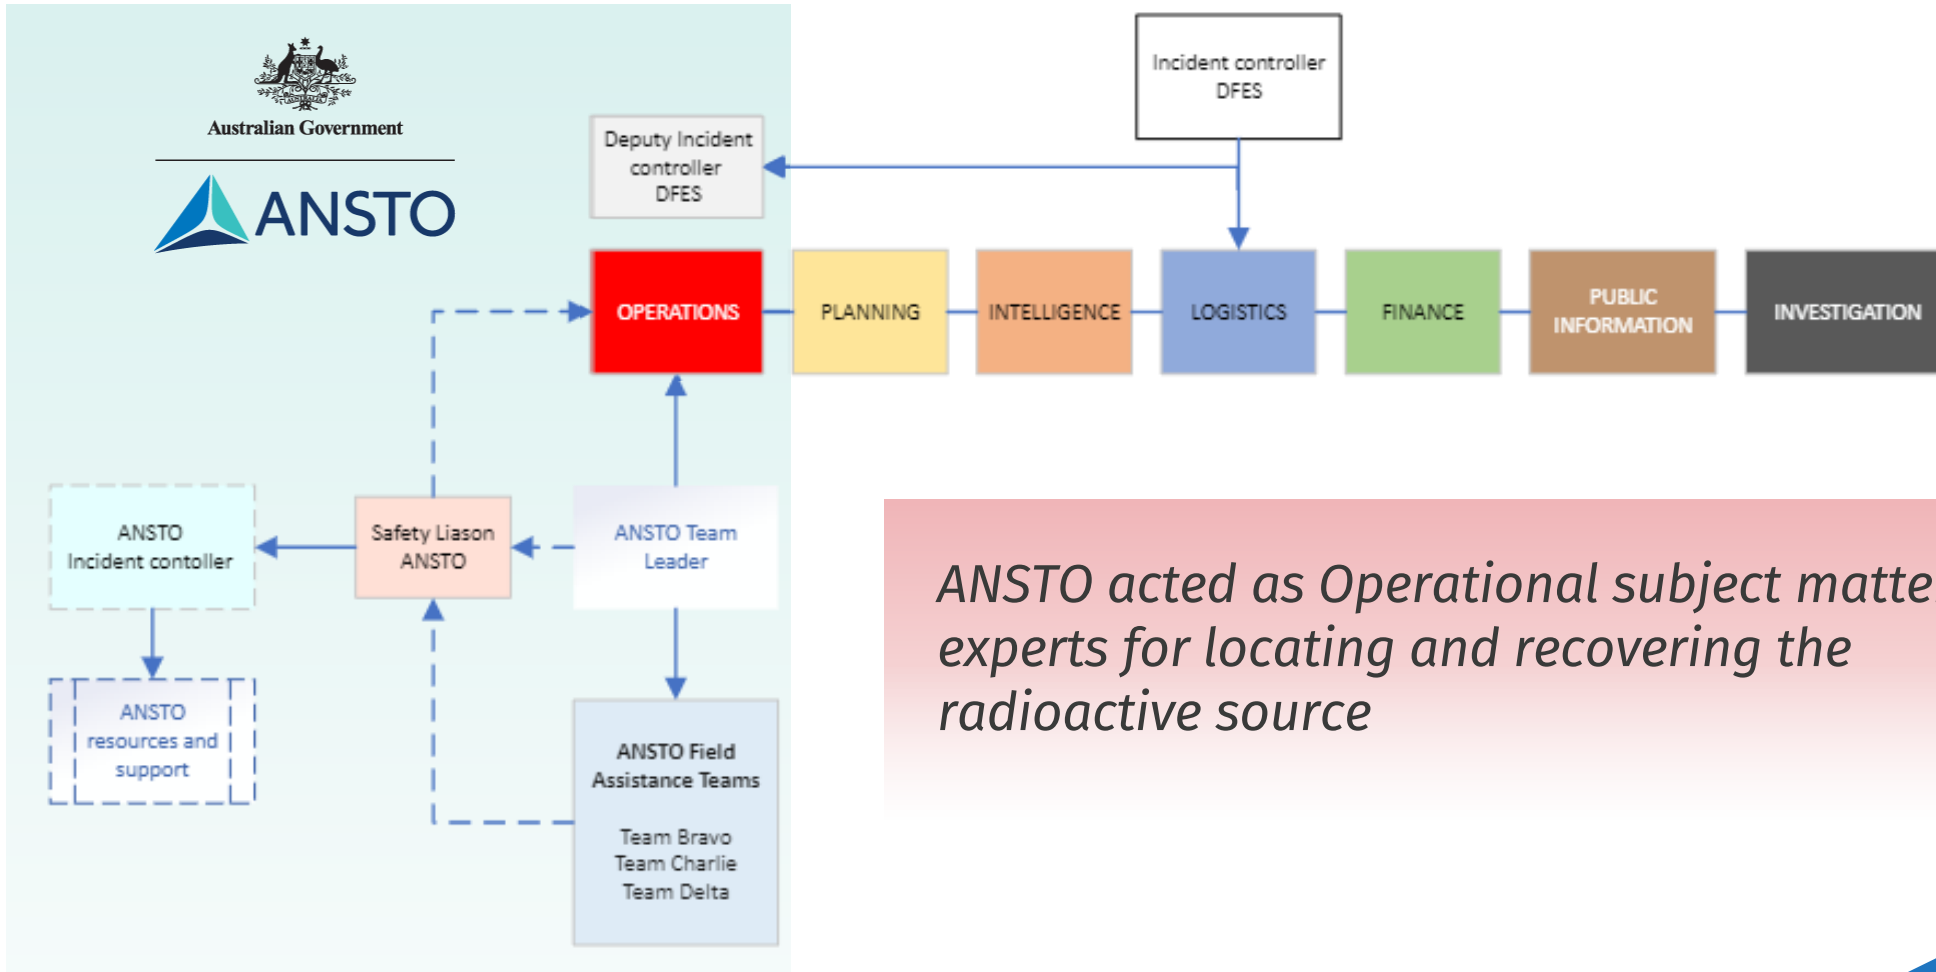 Australian Government
ANSTO
Incident controller
DFES
Deputy Incident
controller
DFES
OPERATIONS
PLANNING
INTELLIGENCE
LOGISTICS
FINANCE
PUBLIC
INFORMATION
INVESTIGATION
ANSTO
Incident contoller
Safety Liason
ANSTO
ANSTO Team
Leader
ANSTO
resources and
support
ANSTO Field
Assistance Teams
Team Bravo
Team Charlie
Team Delta
ANSTO acted as Operational subject matte
experts for locating and recovering the
radioactive source